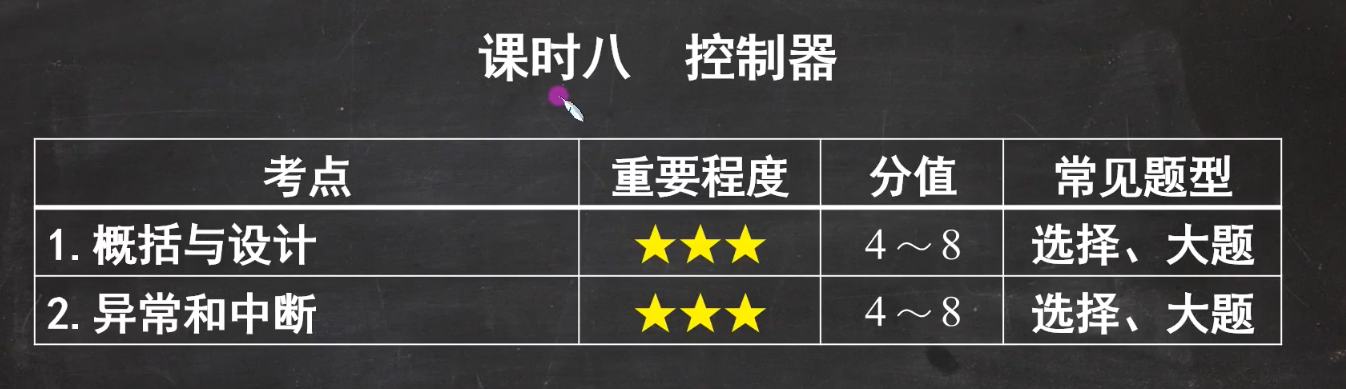 课时八 控制器
考点 重要程度 分值 常见题型
1.概括与设计 ★★★ 4～8 选择、大题
2.异常和中断 ★★★ 4～8 选择、大题